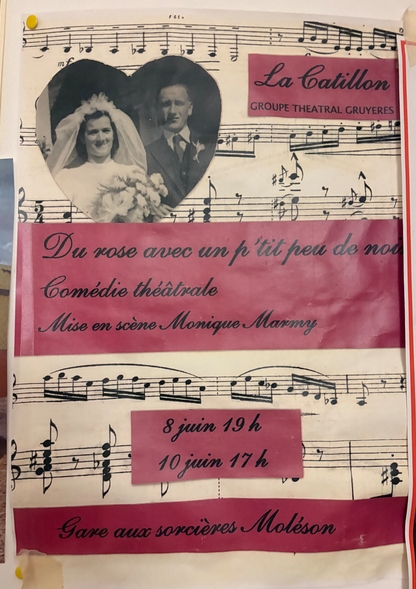 La Catillon
GROUPE THEATRAL GRUYERES
Du rose avec un p'tit peu de
Comédie théâtrale
Mise en scène Monique Marmy
8 juin 19 h
10 juin 17 h
Gare aux sorcières Moléson